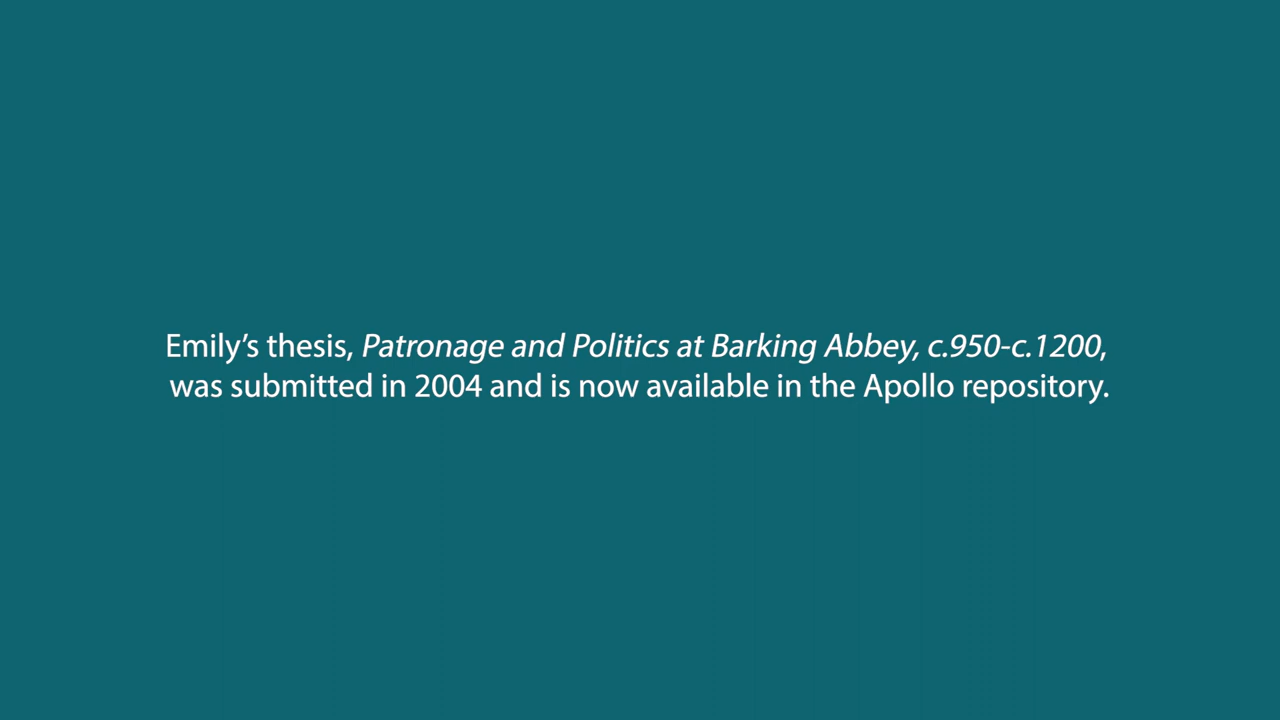 Emily’s thesis, Patronage and Politics at Barking Abbey, c.950-c.1200,
was submitted in 2004 and is now available in the Apollo repository.